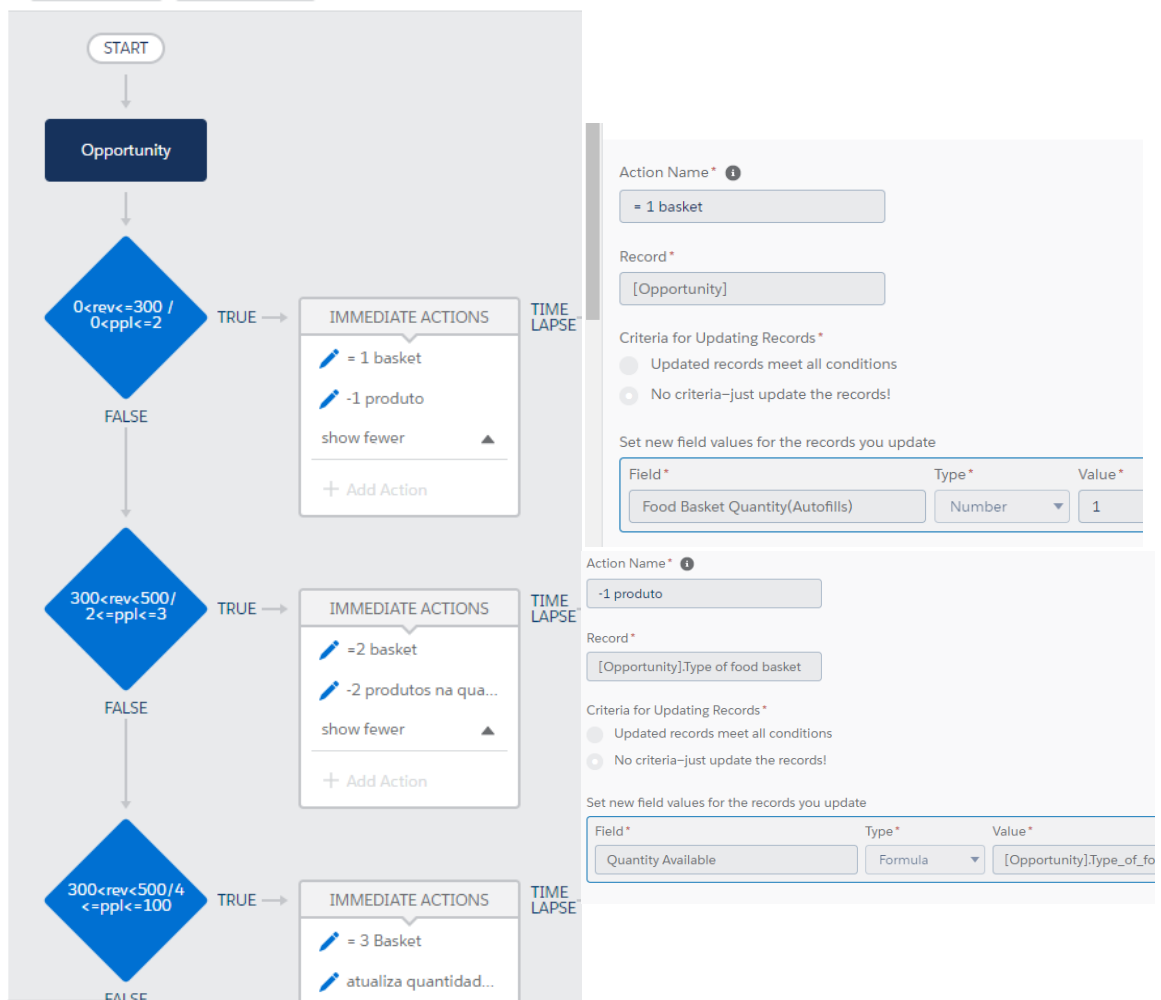 START
Opportunity
0<rev<=300 /
0<ppl<=2
TRUE
IMMEDIATE ACTIONS
TIME
LAPSE
= 1 basket
-1 produto
show fewer
+ Add Action
FALSE
300<rev<500/
2<=ppl<=3
TRUE
IMMEDIATE ACTIONS
TIME
LAPSE
=2 basket
-2 produtos na qua...
show fewer
+ Add Action
FALSE
300<rev<500/4
<=ppl<=100
TRUE
IMMEDIATE ACTIONS
TIME
LAPSE
= 3 Basket
atualiza quantidad...
FALSE
Action Name*
= 1 basket
Record*
[Opportunity]
Criteria for Updating Records*
Updated records meet all conditions
No criteria—just update the records!
Set new field values for the records you update
Field* Type* Value*
Food Basket Quantity(Autofills) Number 1
Action Name*
-1 produto
Record*
[Opportunity].Type of food basket
Criteria for Updating Records*
Updated records meet all conditions
No criteria—just update the records!
Set new field values for the records you update
Field* Type* Value*
Quantity Available Formula [Opportunity].Type_of_fo